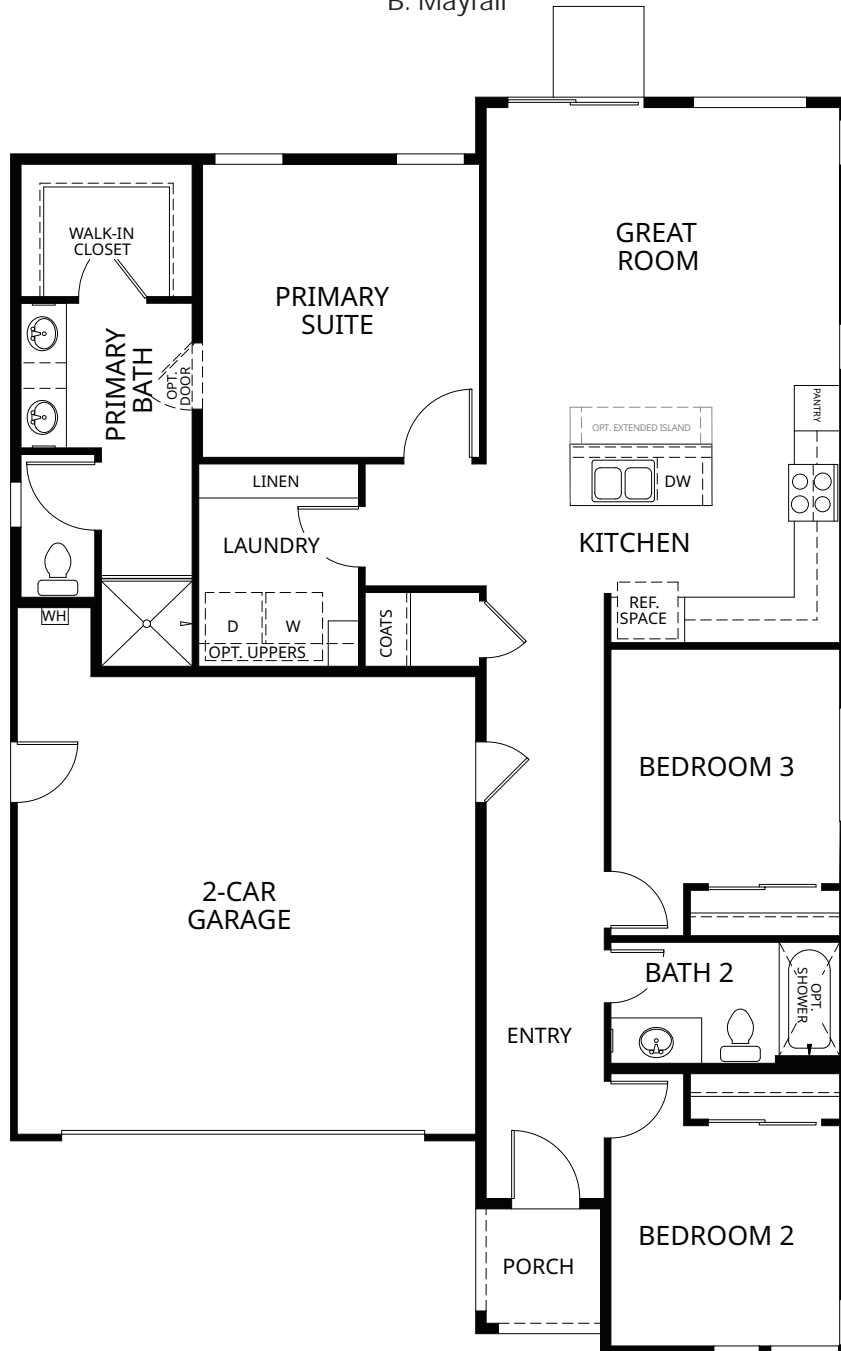 B. Mayfair
GREAT
ROOM
WALK-IN
CLOSET
PRIMARY
SUITE
PRIMARY
BATH
OPT.
DOOR
PANTRY
OPT. EXTENDED ISLAND
DW
LINEN
LAUNDRY
KITCHEN
REF.
SPACE
WH
D
W
OPT. UPPERS
COATS
BEDROOM 3
2-CAR
GARAGE
BATH 2
OPT.
SHOWER
ENTRY
BEDROOM 2
PORCH